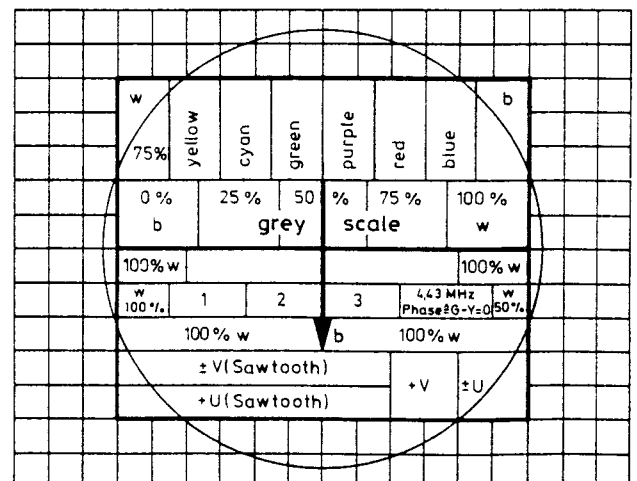 w yellow cyan green purple red blue b
75%
0 % 25 % 50 % 75 % 100 %
b grey scale w
100% w 100% w
w 100% 1 2 3 4,43 MHz w 50%
Phase≙G-Y=0
100% w b 100% w
± V(Sawtooth)
+V ±U
+U(Sawtooth)